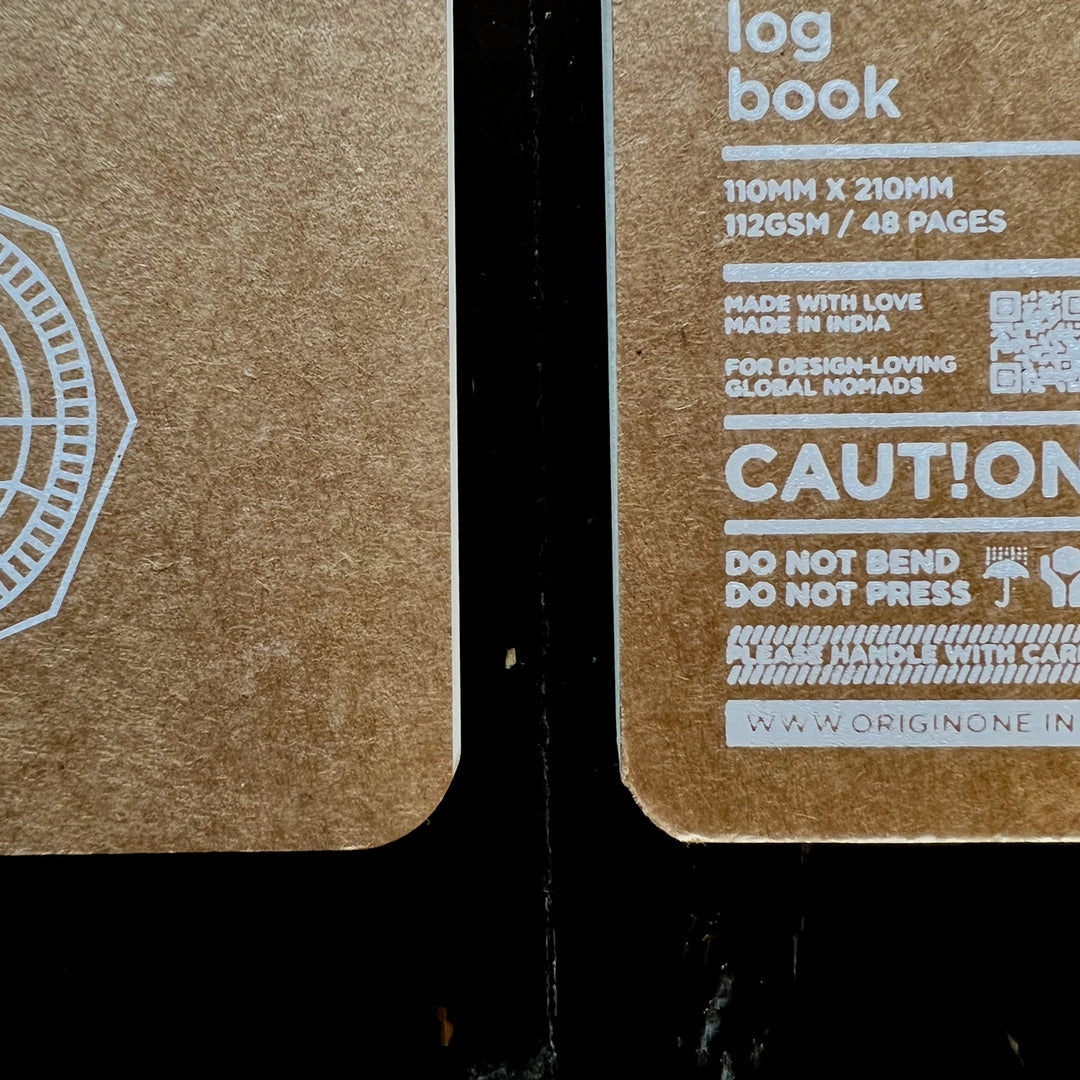 log
book
110MM X 210MM
112GSM / 48 PAGES
MADE WITH LOVE
MADE IN INDIA
FOR DESIGN-LOVING
GLOBAL NOMADS
CAUT!ON
DO NOT BEND
DO NOT PRESS
PLEASE HANDLE WITH CARE
WWW.ORIGINONE.IN